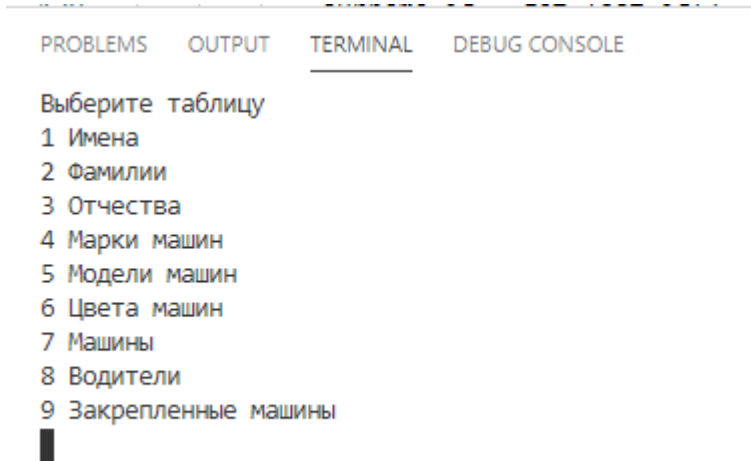 PROBLEMS OUTPUT TERMINAL DEBUG CONSOLE
Выберите таблицу
1 Имена
2 Фамилии
3 Отчества
4 Марки машин
5 Модели машин
6 Цвета машин
7 Машины
8 Водители
9 Закрепленные машины